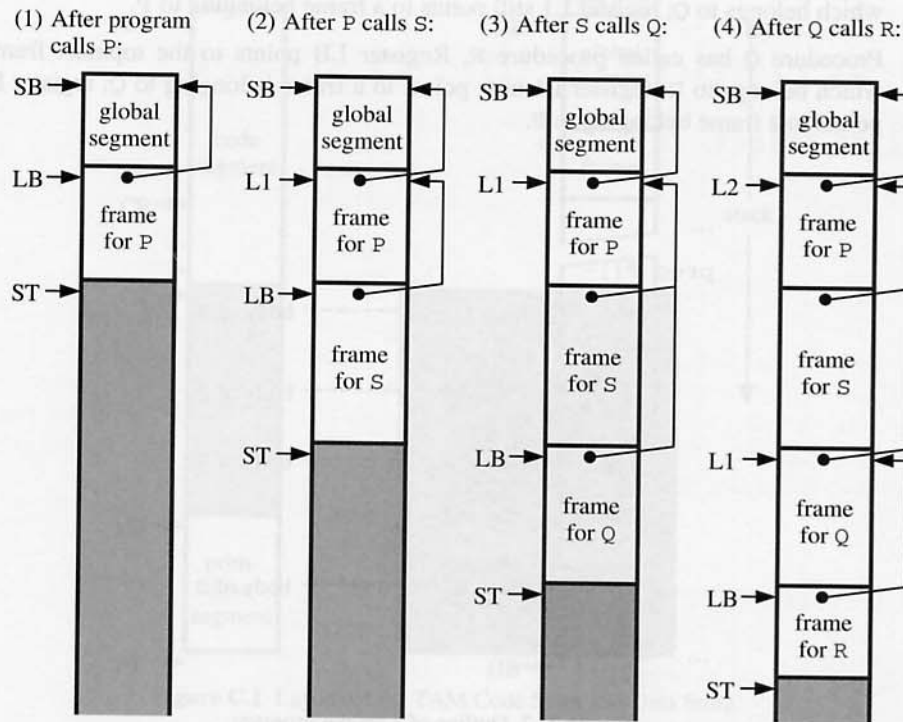 (1) After program calls P:
SB
global segment
LB
frame for P
ST
(2) After P calls S:
SB
global segment
L1
frame for P
LB
frame for S
ST
(3) After S calls Q:
SB
global segment
L1
frame for P
frame for S
LB
frame for Q
ST
(4) After Q calls R:
SB
global segment
L2
frame for P
frame for S
L1
frame for Q
LB
frame for R
ST